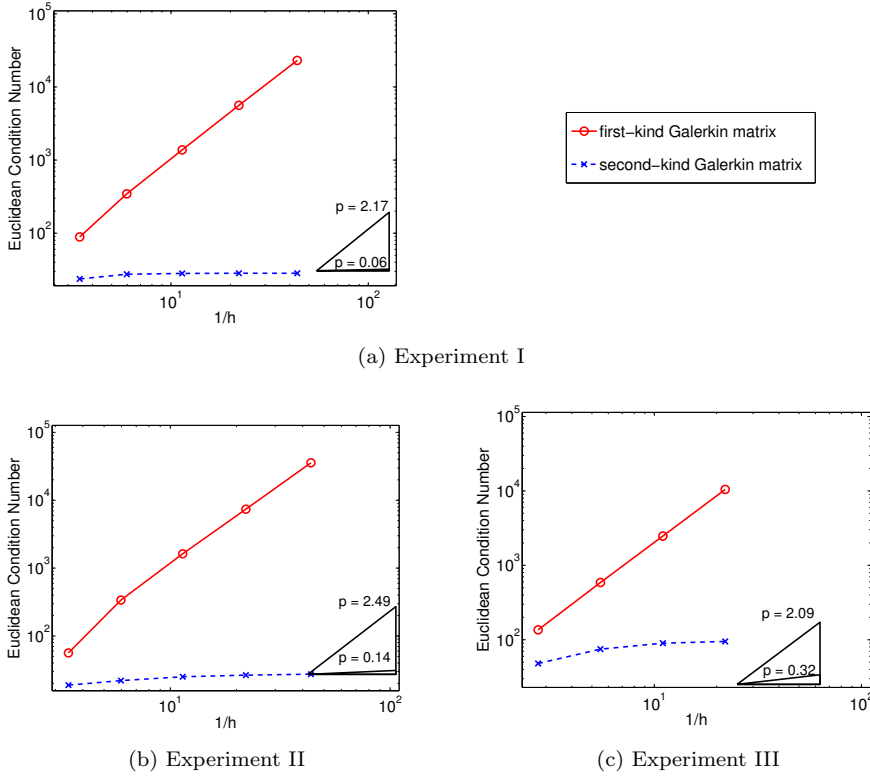 10^5
10^4
10^3
10^2
Euclidean Condition Number
p = 2.17
p = 0.06
10^1
10^2
1/h
first−kind Galerkin matrix
second−kind Galerkin matrix
(a) Experiment I
10^5
10^4
10^3
10^2
Euclidean Condition Number
p = 2.49
p = 0.14
10^1
10^2
1/h
(b) Experiment II
10^5
10^4
10^3
10^2
Euclidean Condition Number
p = 2.09
p = 0.32
10^1
10^2
1/h
(c) Experiment III